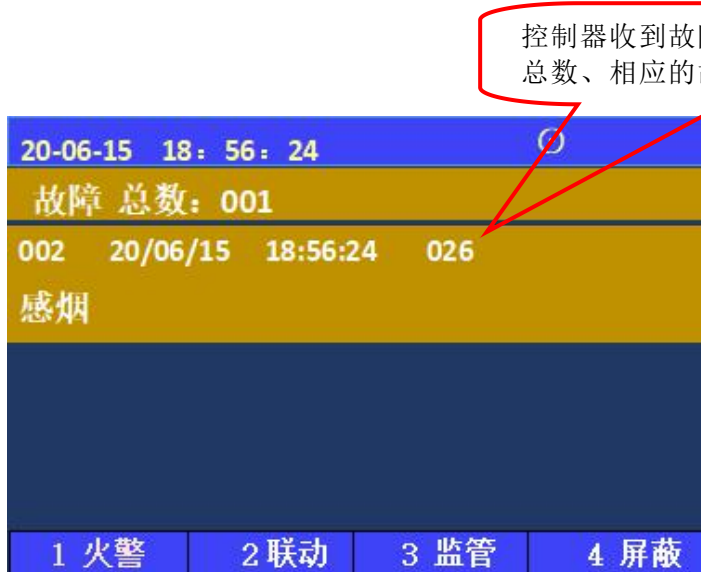 控制器收到故
总数、相应的
20-06-15 18：56：24
故障 总数：001
002 20/06/15 18:56:24 026
感烟
1 火警 2联动 3 监管 4 屏蔽